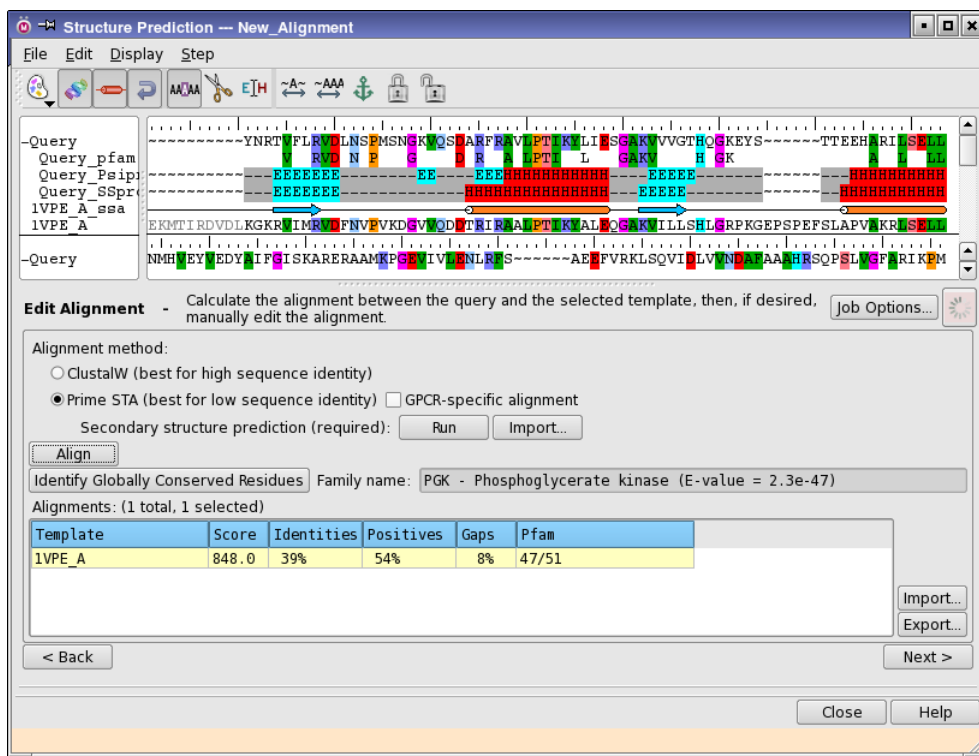 Structure Prediction --- New_Alignment
File Edit Display Step
-Query ~~~~~~~~~~YNRTVFLRVDLNSPMSNGKVQSDARFRAVLPTIKYLIESGAKVVVGTHQGKEYS~~~~~~TTEEHARILSELL
Query_pfam V RVD N P G D R A LPTI L GAKV H GK A L LL
Query_Psipr
Query_SSpro
1VPE_A_ssa
1VPE_A EKMTIRDVDLKGKRVIMRVDFNVPVKDGVVQDDTRIRAALPTIKYALEQGAKVILLSHLGRPKGEPSPEFSLAPVAKRLSELL
-Query NMHVEYVEDYAIFGISKARERAAMKPGEVIVLENLRFS~~~~~~AEEFVRKLSQVIDLVVNDAFAAAHRSQPSLVGFARIKPM
Edit Alignment - Calculate the alignment between the query and the selected template, then, if desired,
manually edit the alignment.
Job Options...
Alignment method:
ClustalW (best for high sequence identity)
Prime STA (best for low sequence identity) GPCR-specific alignment
Secondary structure prediction (required): Run Import...
Align
Identify Globally Conserved Residues Family name: PGK - Phosphoglycerate kinase (E-value = 2.3e-47)
Alignments: (1 total, 1 selected)
Template Score Identities Positives Gaps Pfam
1VPE_A 848.0 39% 54% 8% 47/51
Import...
Export...
< Back Next >
Close Help